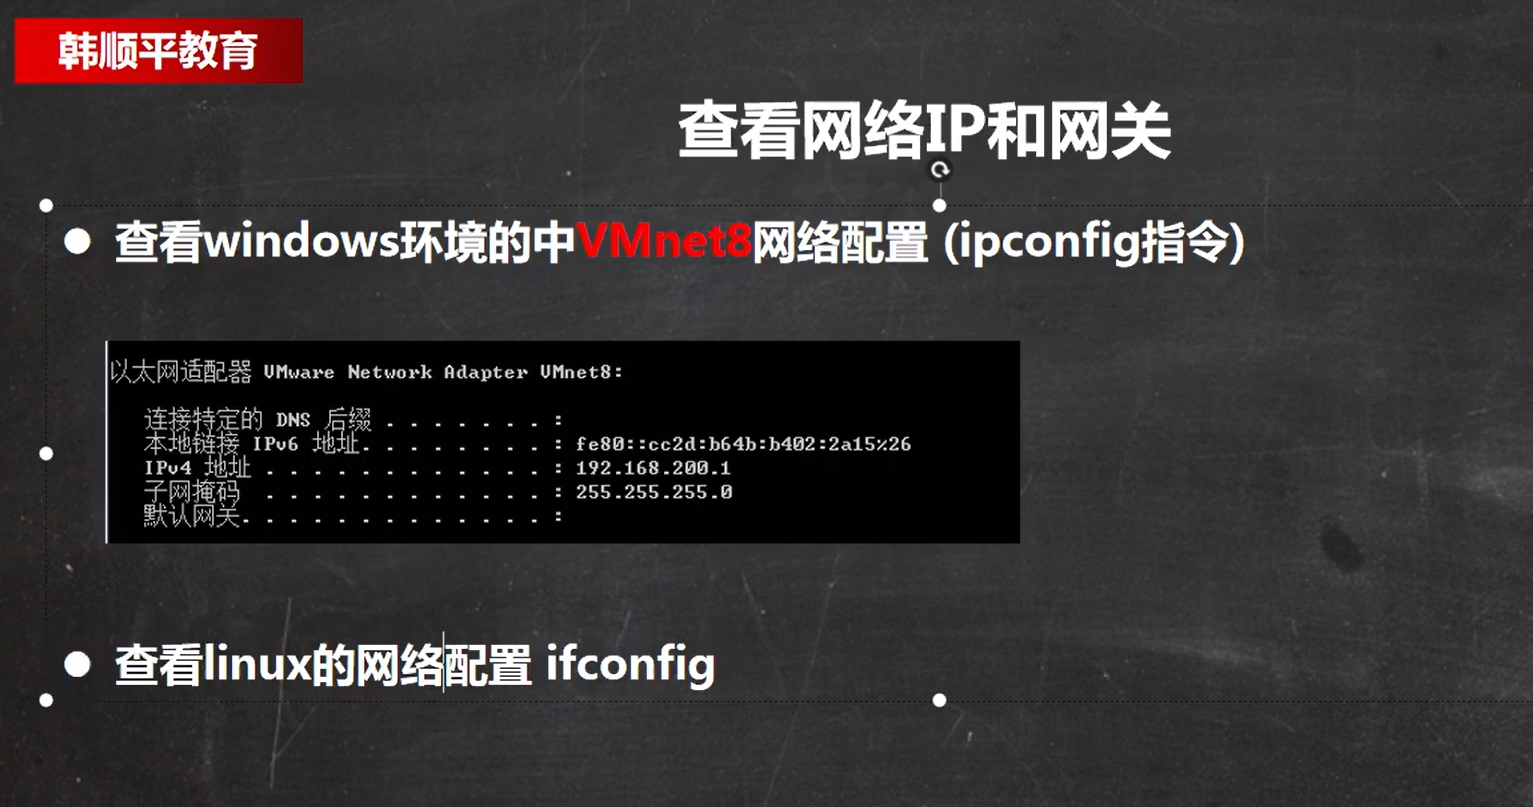 韩顺平教育
查看网络IP和网关
查看windows环境的中VMnet8网络配置 (ipconfig指令)
以太网适配器 VMware Network Adapter VMnet8:
连接特定的 DNS 后缀 . . . . . . . :
本地链接 IPv6 地址. . . . . . . . : fe80::cc2d:b64b:b402:2a15%26
IPv4 地址 . . . . . . . . . . . . : 192.168.200.1
子网掩码 . . . . . . . . . . . . : 255.255.255.0
默认网关. . . . . . . . . . . . . :
查看linux的网络配置 ifconfig